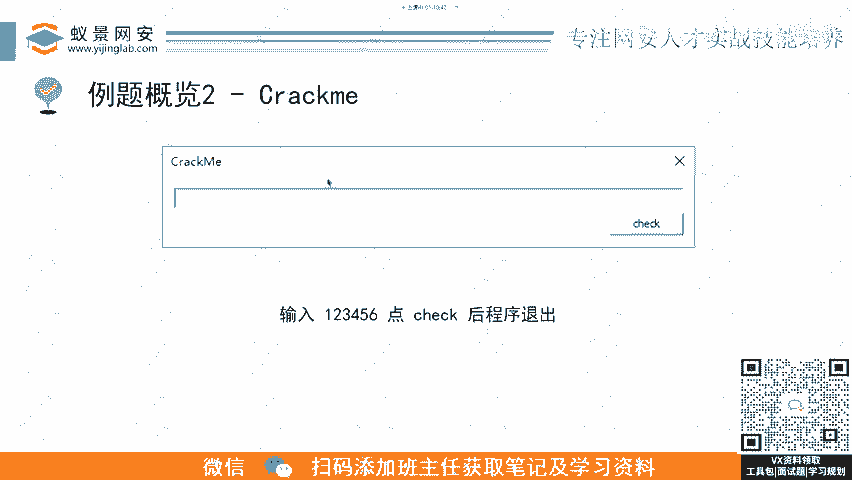 蚁景网安
www.yijinglab.com
专注网安人才实战技能培养
例题概览2 - Crackme
CrackMe
check
输入 123456 点 check 后程序退出
VX资料领取
工具包|面试题|学习规划
微信 扫码添加班主任获取笔记及学习资料